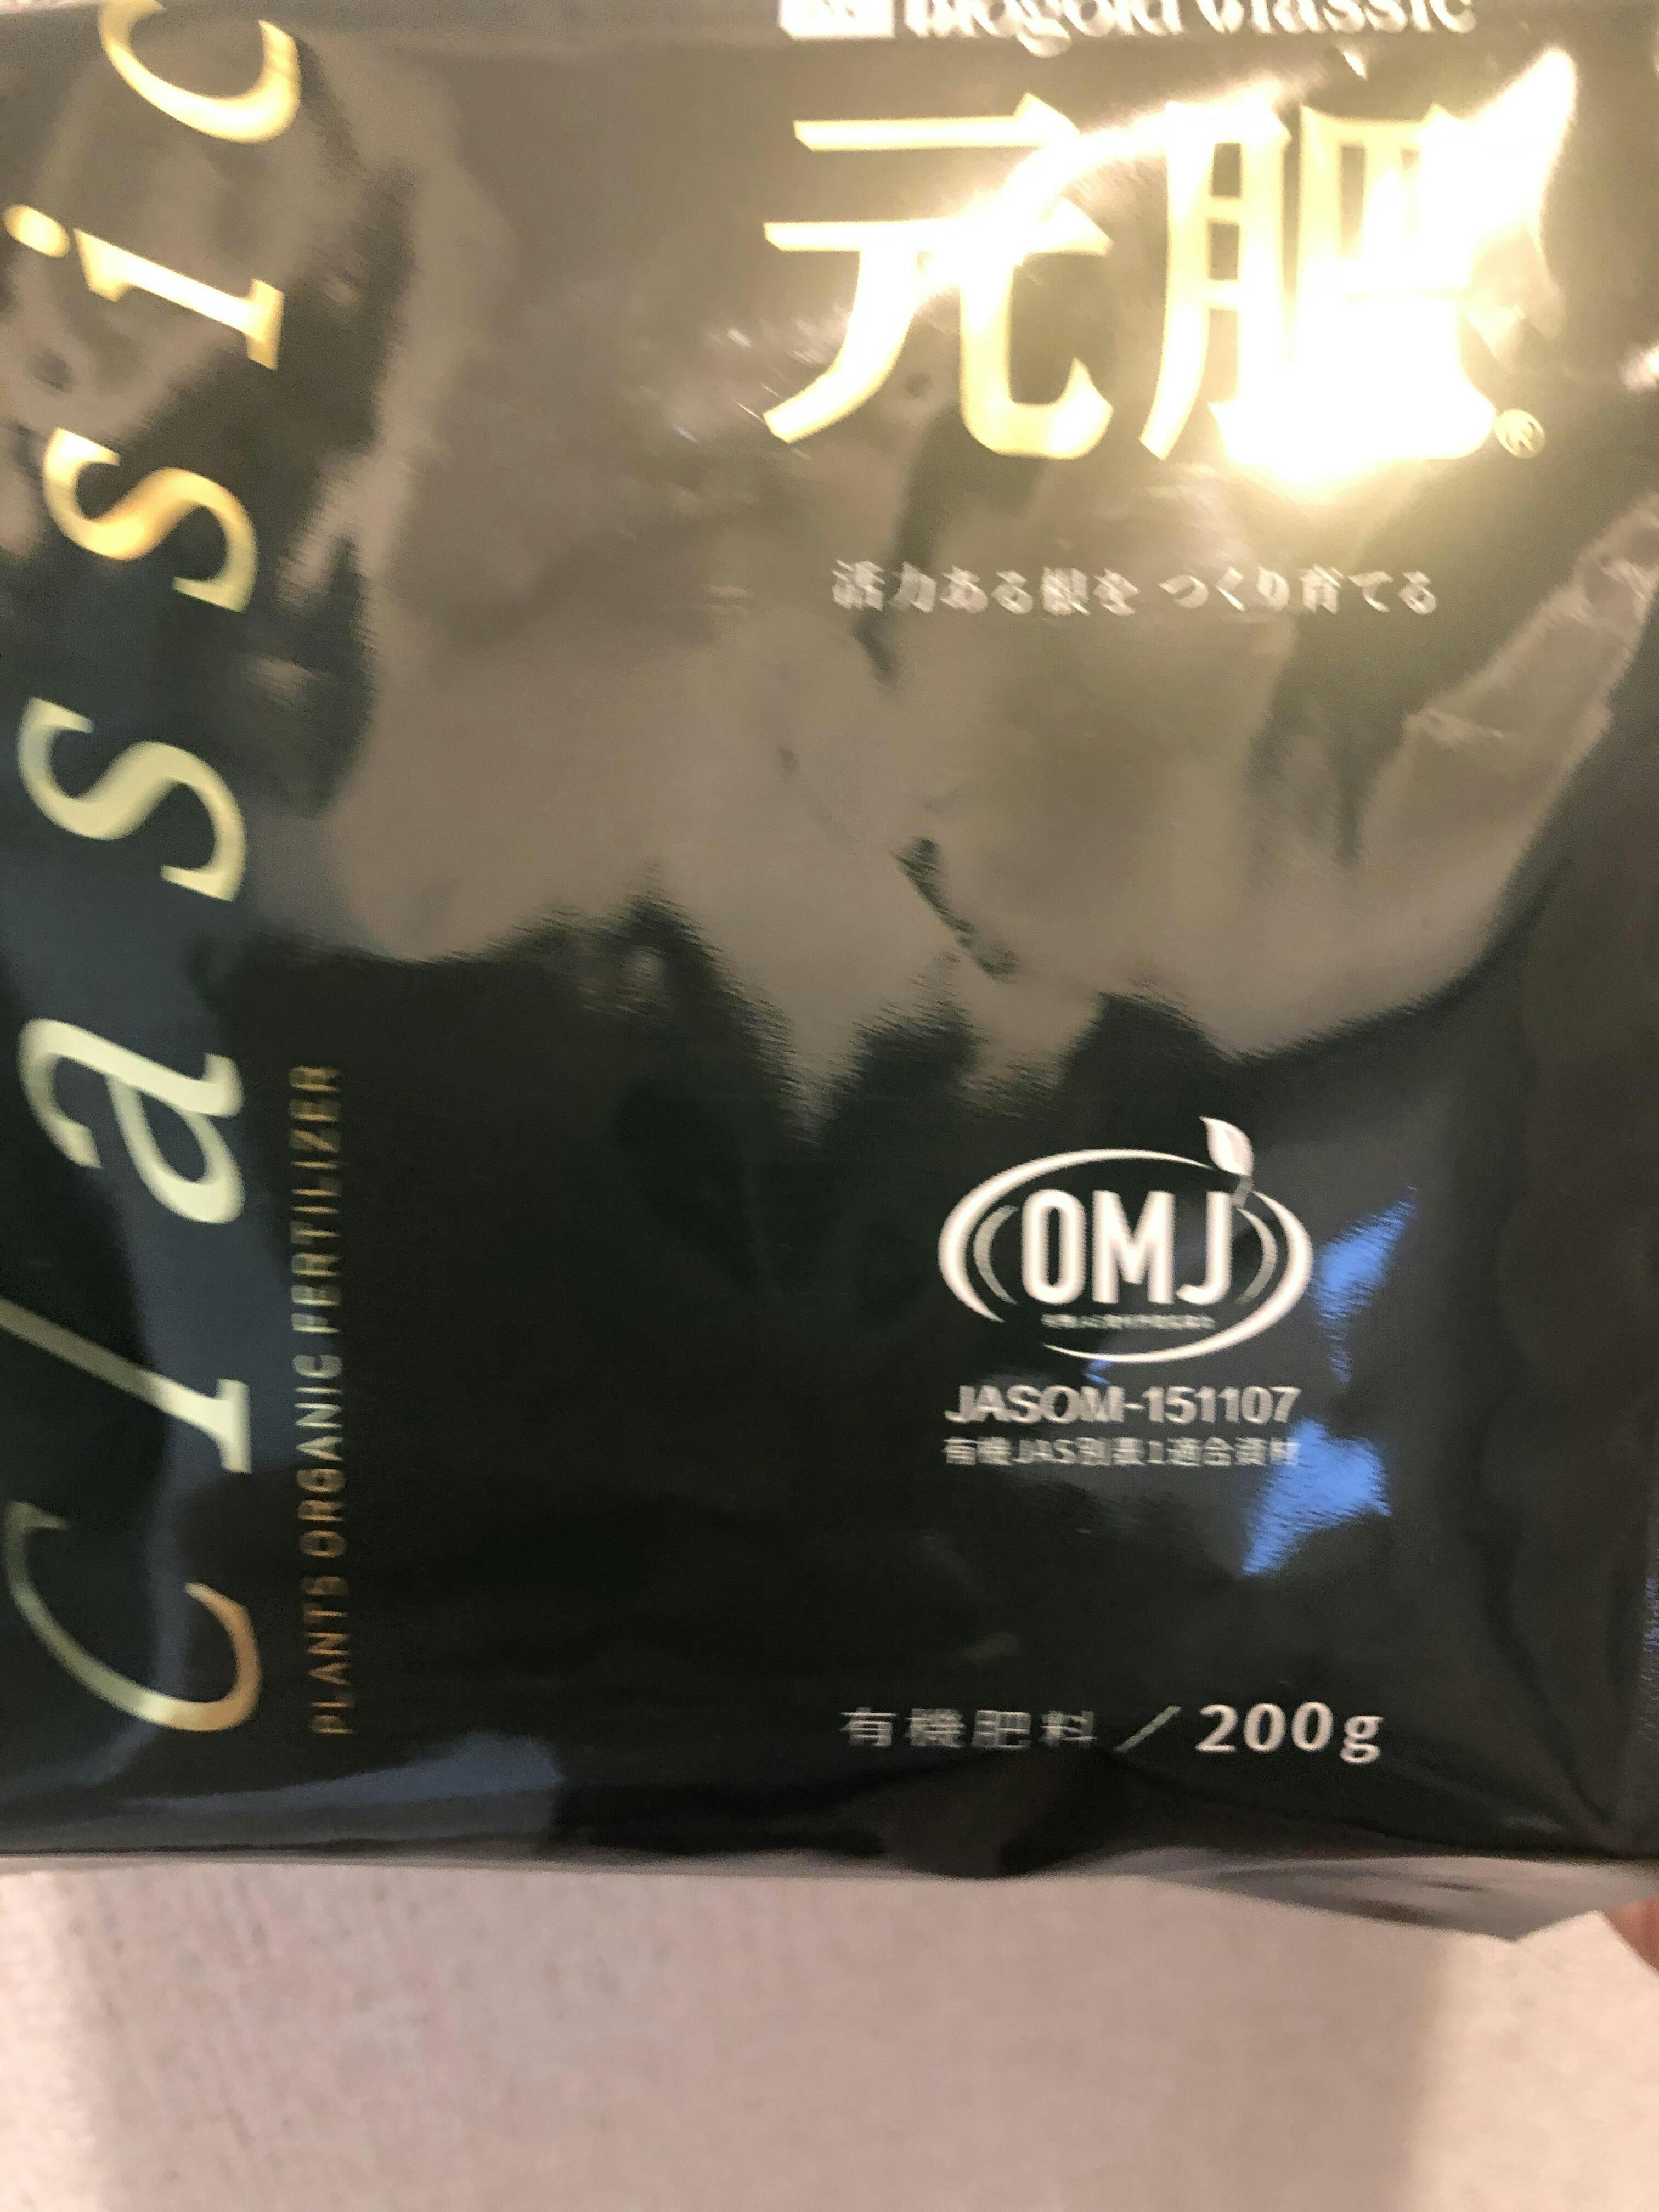 biogold Classic
元肥®
活力ある根を つくり育てる
Classic
PLANTS ORGANIC FERTILIZER
OMJ
JASOM-151107
有機JAS別表1適合資材
有機肥料／200g